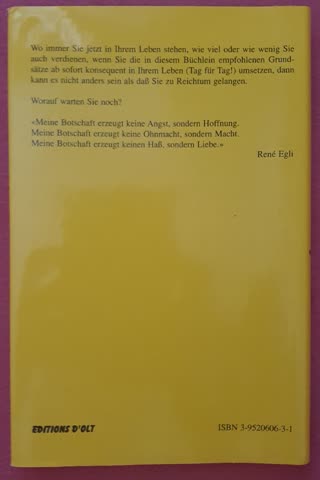 Wo immer Sie jetzt in Ihrem Leben stehen, wie viel oder wie wenig Sie
auch verdienen, wenn Sie die in diesem Büchlein empfohlenen Grund-
sätze ab sofort konsequent in Ihrem Leben (Tag für Tag!) umsetzen, dann
kann es nicht anders sein als daß Sie zu Reichtum gelangen.
Worauf warten Sie noch?
«Meine Botschaft erzeugt keine Angst, sondern Hoffnung.
Meine Botschaft erzeugt keine Ohnmacht, sondern Macht.
Meine Botschaft erzeugt keinen Haß, sondern Liebe.»
René Egli
EDITIONS D'OLT
ISBN 3-9520606-3-1